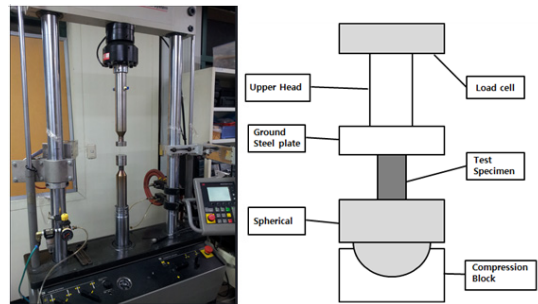 Upper Head
Load cell
Ground
Steel plate
Test
Specimen
Spherical
Compression
Block